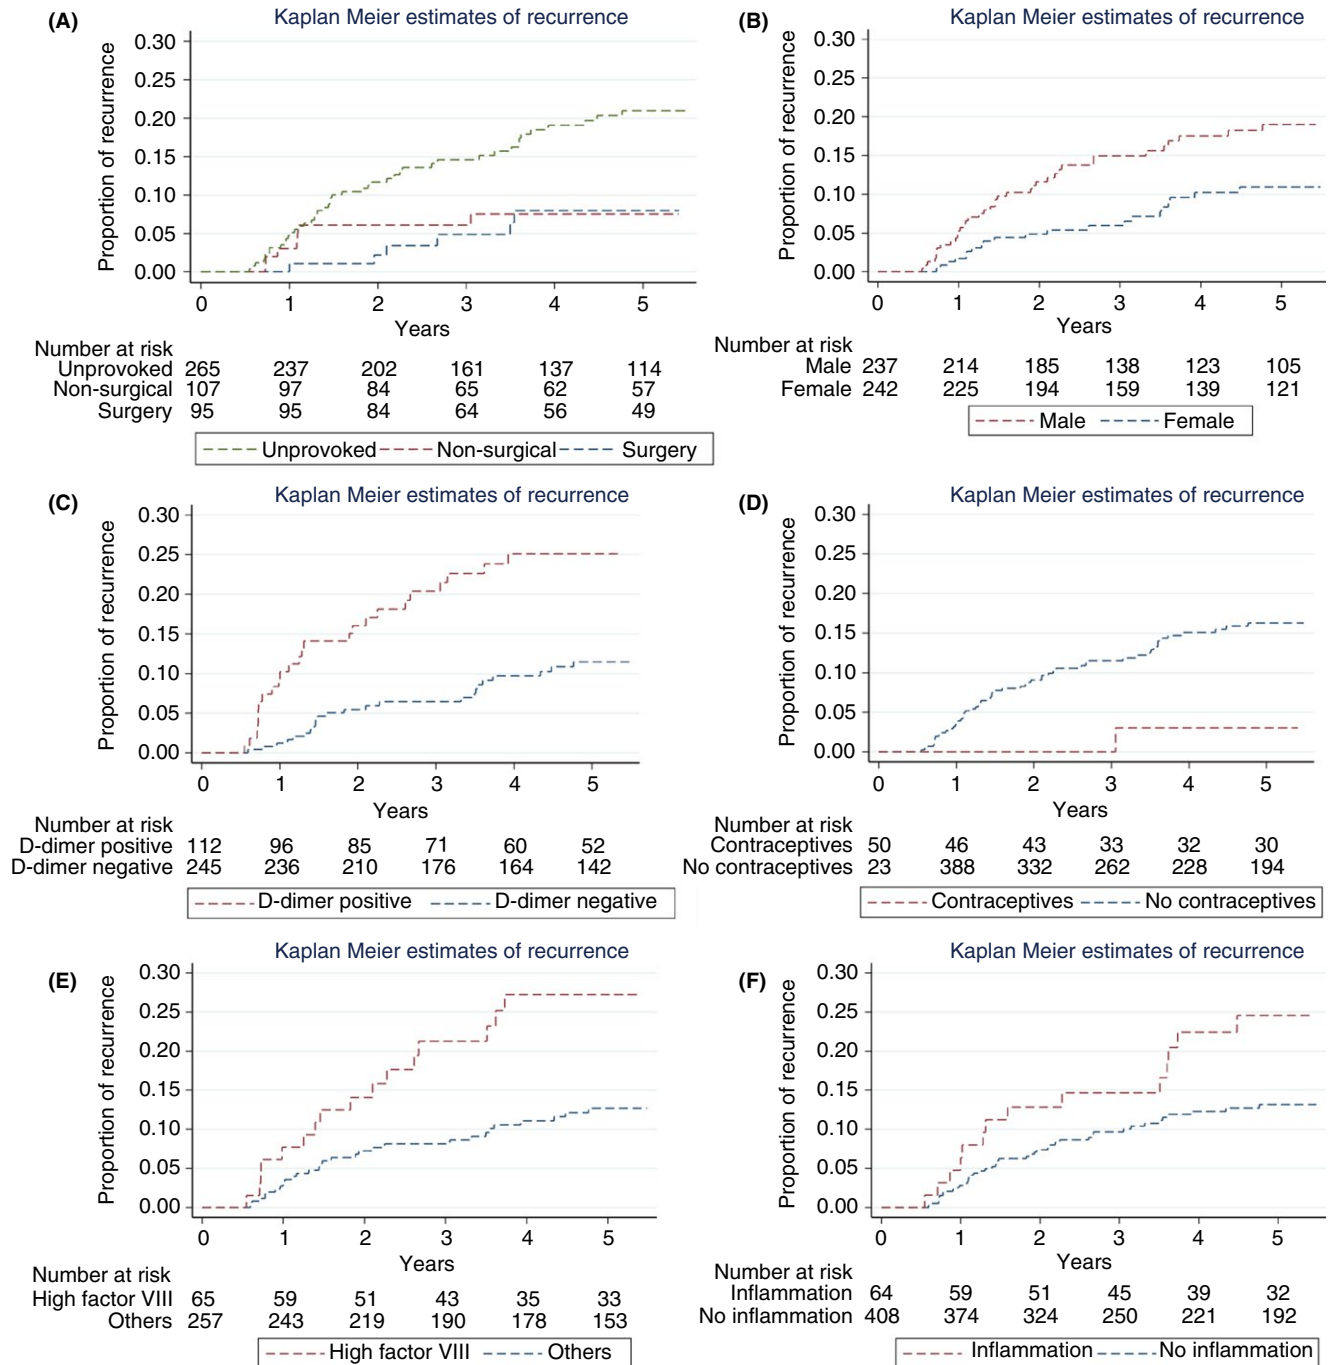 (A)
Kaplan Meier estimates of recurrence
Proportion of recurrence
0.30
0.25
0.20
0.15
0.10
0.05
0.00
0 1 2 3 4 5
Years
Number at risk
Unprovoked 265 237 202 161 137 114
Non-surgical 107 97 84 65 62 57
Surgery 95 95 84 64 56 49
Unprovoked Non-surgical Surgery
(B)
Kaplan Meier estimates of recurrence
Proportion of recurrence
0.30
0.25
0.20
0.15
0.10
0.05
0.00
0 1 2 3 4 5
Years
Number at risk
Male 237 214 185 138 123 105
Female 242 225 194 159 139 121
Male Female
(C)
Kaplan Meier estimates of recurrence
Proportion of recurrence
0.30
0.25
0.20
0.15
0.10
0.05
0.00
0 1 2 3 4 5
Years
Number at risk
D-dimer positive 112 96 85 71 60 52
D-dimer negative 245 236 210 176 164 142
D-dimer positive D-dimer negative
(D)
Kaplan Meier estimates of recurrence
Proportion of recurrence
0.30
0.25
0.20
0.15
0.10
0.05
0.00
0 1 2 3 4 5
Years
Number at risk
Contraceptives 50 46 43 33 32 30
No contraceptives 23 388 332 262 228 194
Contraceptives No contraceptives
(E)
Kaplan Meier estimates of recurrence
Proportion of recurrence
0.30
0.25
0.20
0.15
0.10
0.05
0.00
0 1 2 3 4 5
Years
Number at risk
High factor VIII 65 59 51 43 35 33
Others 257 243 219 190 178 153
High factor VIII Others
(F)
Kaplan Meier estimates of recurrence
Proportion of recurrence
0.30
0.25
0.20
0.15
0.10
0.05
0.00
0 1 2 3 4 5
Years
Number at risk
Inflammation 64 59 51 45 39 32
No inflammation 408 374 324 250 221 192
Inflammation No inflammation